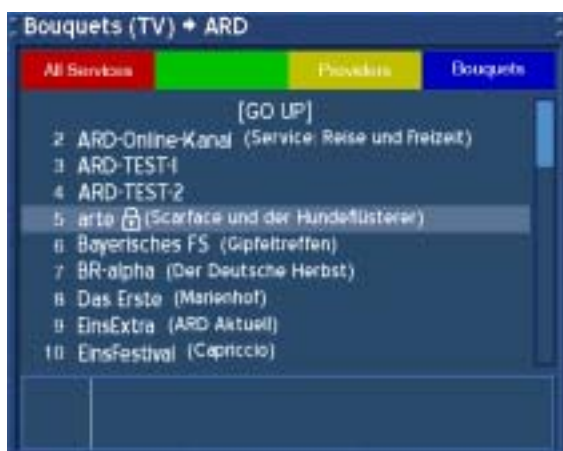 Bouquets (TV) → ARD
All Services Providers Bouquets
[GO UP]
2 ARD-Online-Kanal (Service: Reise und Freizeit)
3 ARD-TEST-1
4 ARD-TEST-2
5 arte (Scarface und der Hundeflüsterer)
6 Bayerisches FS (Gipfeltreffen)
7 BR-alpha (Der Deutsche Herbst)
8 Das Erste (Marienhof)
9 EinsExtra (ARD Aktuell)
10 EinsFestival (Capriccio)